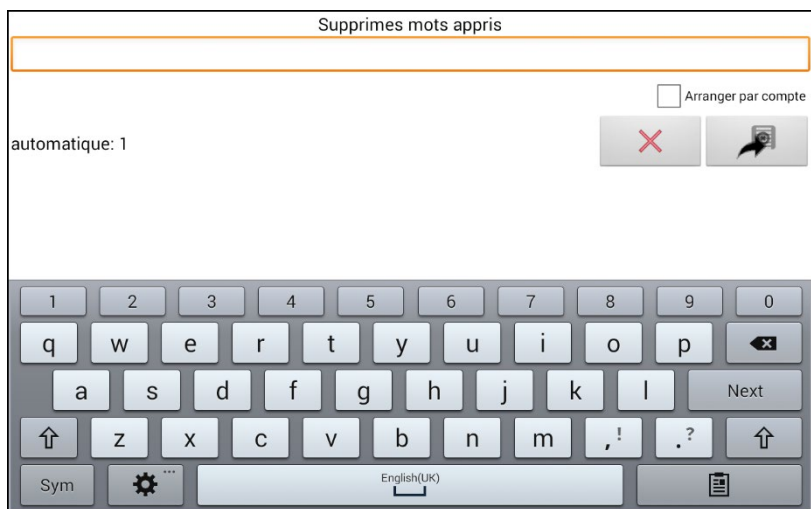 Supprimes mots appris
Arranger par compte
automatique: 1
1 2 3 4 5 6 7 8 9 0
q w e r t y u i o p
a s d f g h j k l Next
z x c v b n m , ! . ?
Sym ... English(UK)